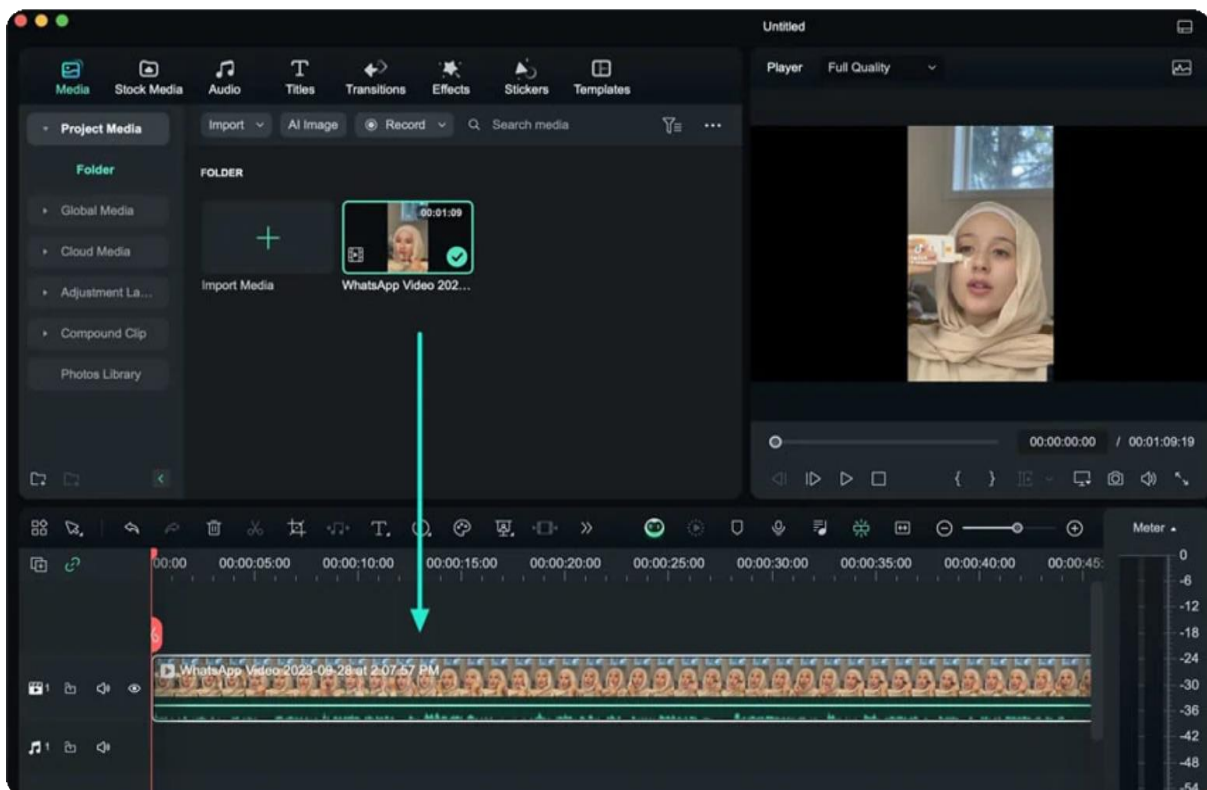 Untitled
Media Stock Media Audio Titles Transitions Effects Stickers Templates
Player Full Quality
Project Media
Import AI Image Record Search media
Folder
FOLDER
Global Media
00:01:09
Cloud Media
Adjustment La...
Import Media WhatsApp Video 202...
Compound Clip
Photos Library
00:00:00:00 / 00:01:09:19
Meter
00:00 00:00:05:00 00:00:10:00 00:00:15:00 00:00:20:00 00:00:25:00 00:00:30:00 00:00:35:00 00:00:40:00 00:00:45:
0
-6
-12
-18
WhatsApp Video 2023-09-28 at 2:07:57 PM
-24
1
-30
-36
-42
1
-48
-54